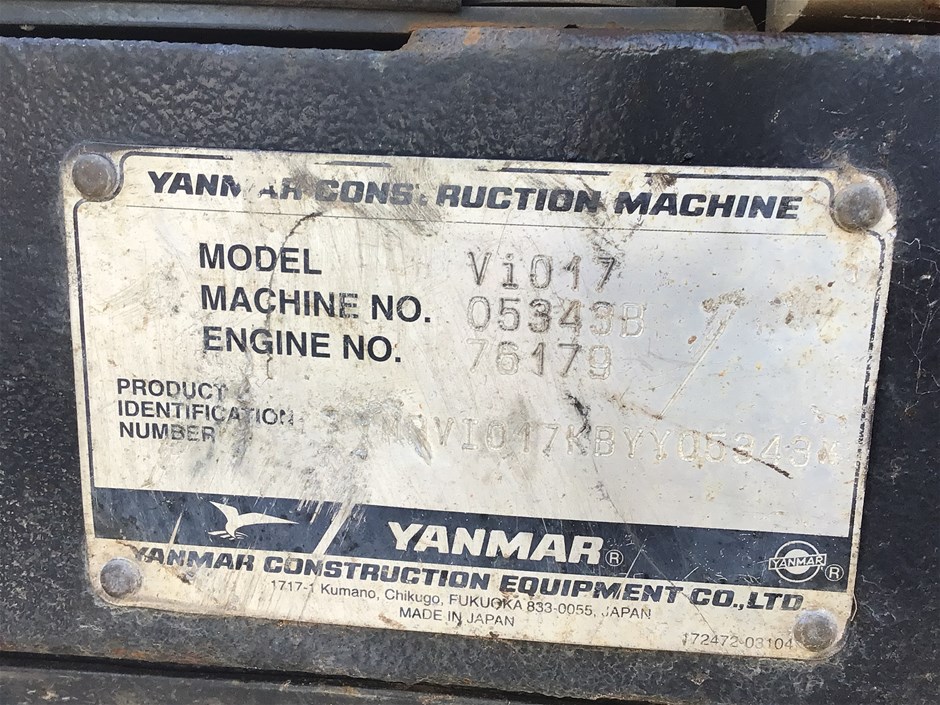 YANMAR CONSTRUCTION MACHINE
MODEL Vi017
MACHINE NO. 05343B
ENGINE NO. 76179
PRODUCT
IDENTIFICATION
NUMBER
YANMAR®
YANMAR ®
YANMAR CONSTRUCTION EQUIPMENT CO.,LTD.
1717-1 Kumano, Chikugo, FUKUOKA 833-0055, JAPAN
MADE IN JAPAN
172472-03104